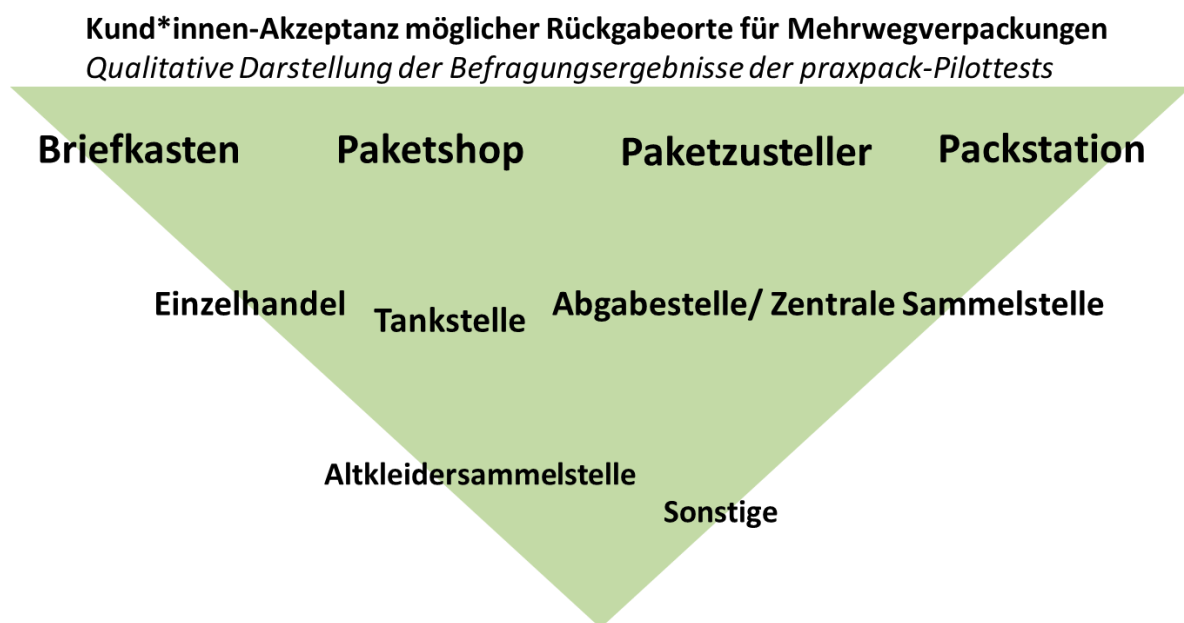 Kund*innen-Akzeptanz möglicher Rückgabeorte für Mehrwegverpackungen
Qualitative Darstellung der Befragungsergebnisse der praxpack-Pilottests
Briefkasten Paketshop Paketzusteller Packstation
Einzelhandel Tankstelle Abgabestelle/ Zentrale Sammelstelle
Altkleidersammelstelle
Sonstige